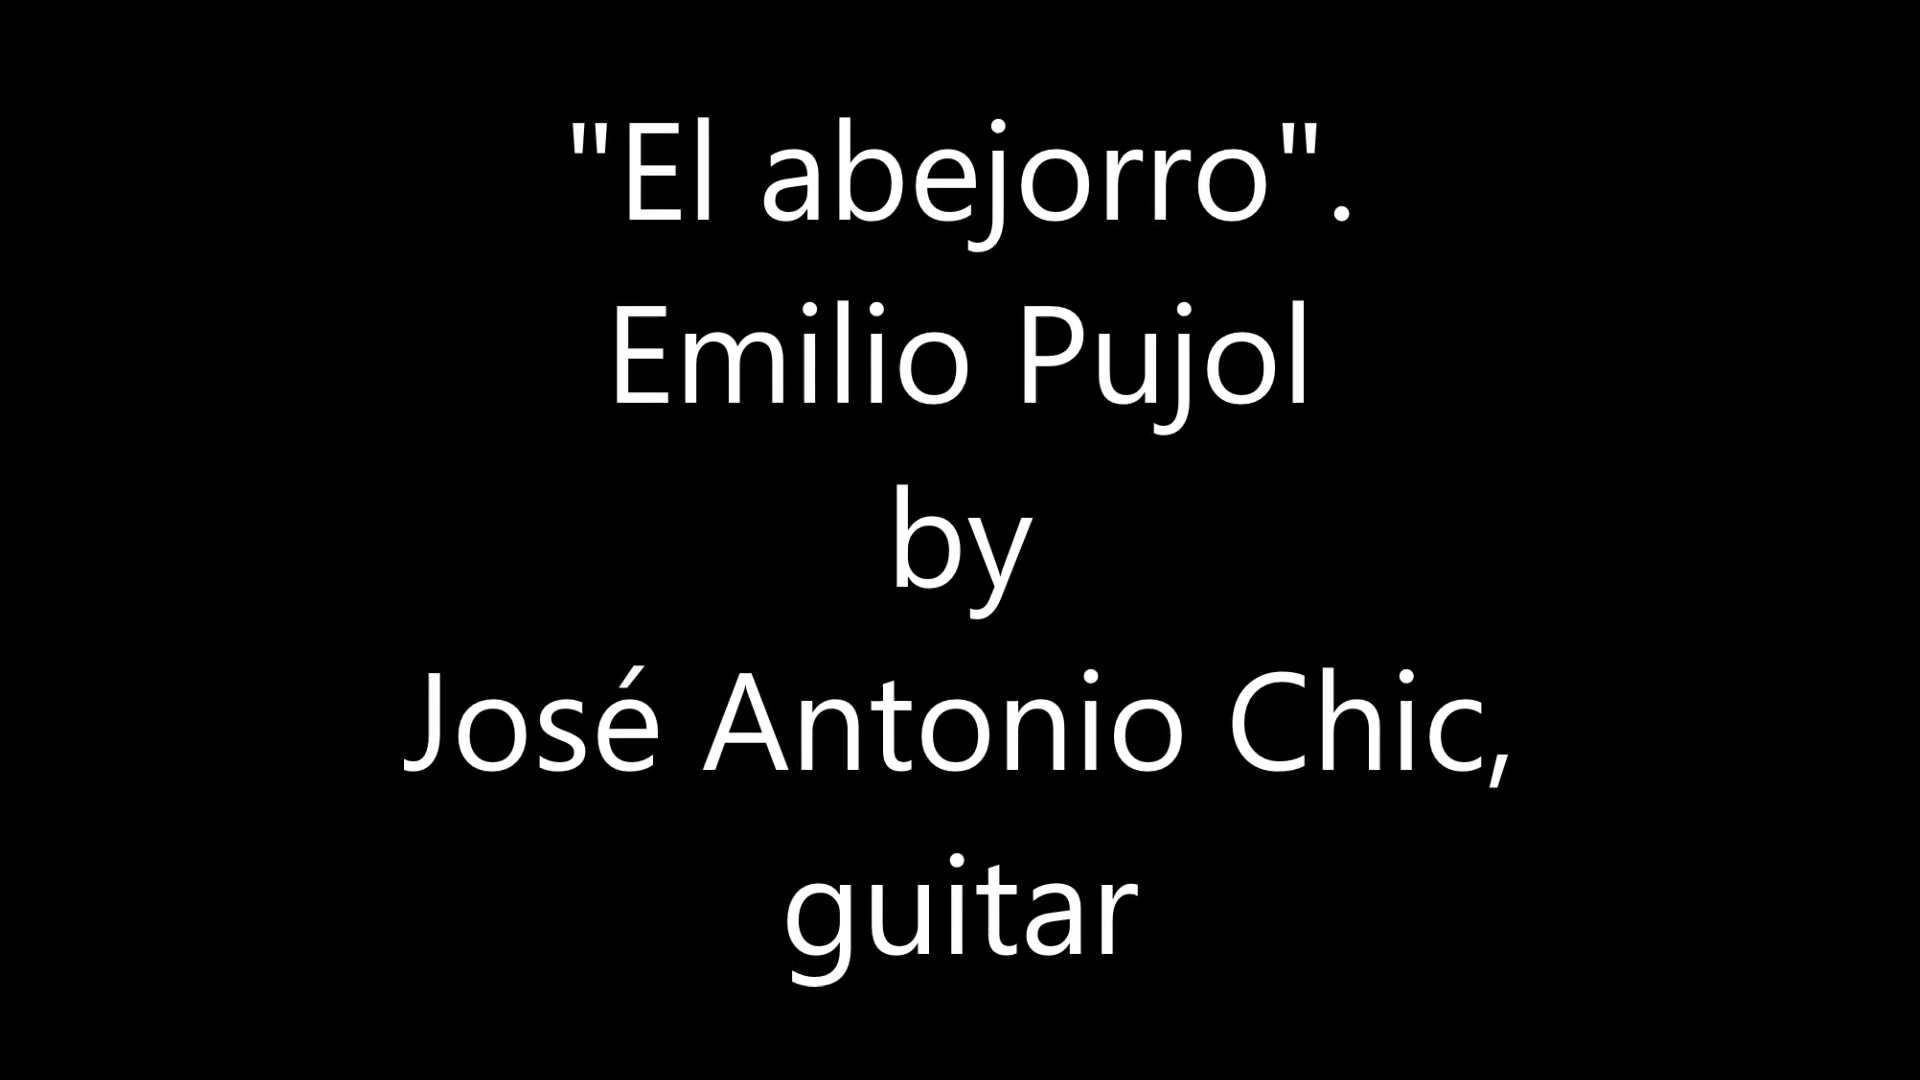 "El abejorro".
Emilio Pujol
by
José Antonio Chic,
guitar